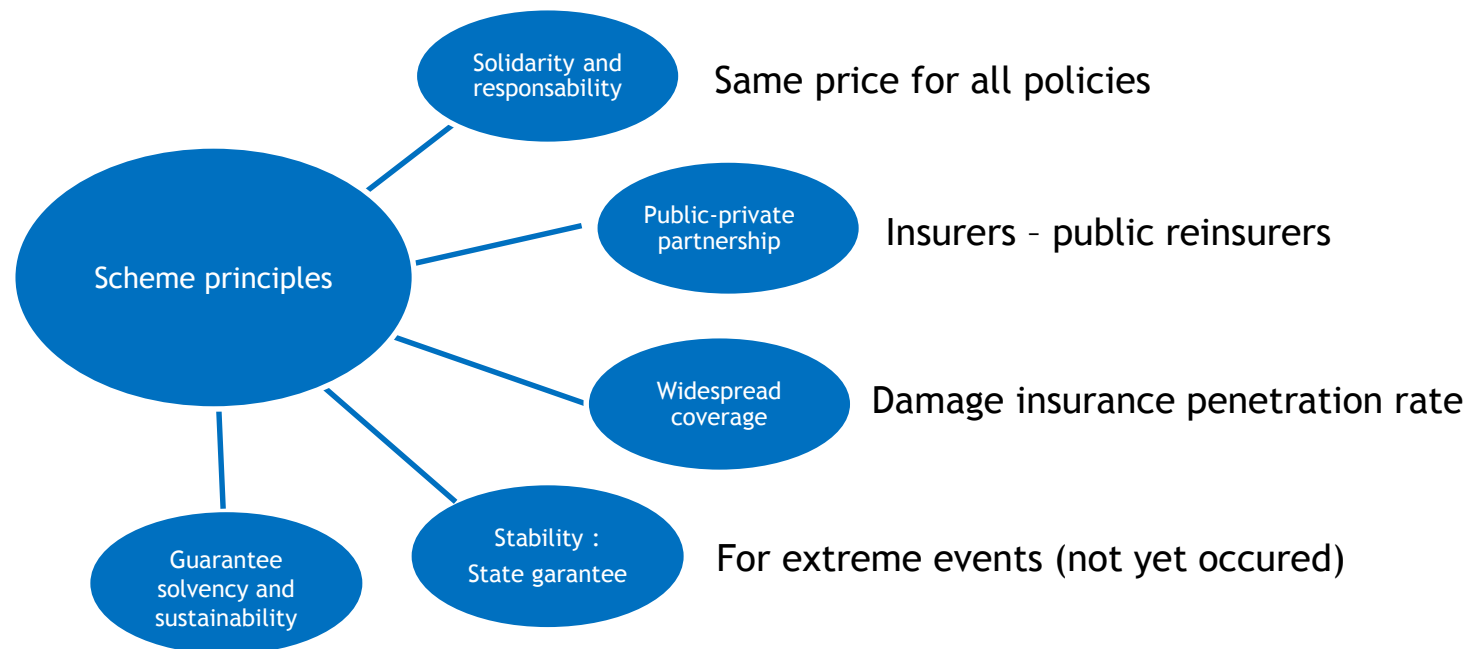 Solidarity and
responsability
Same price for all policies
Public-private
partnership
Insurers – public reinsurers
Scheme principles
Widespread
coverage
Damage insurance penetration rate
Stability :
State garantee
For extreme events (not yet occured)
Guarantee
solvency and
sustainability